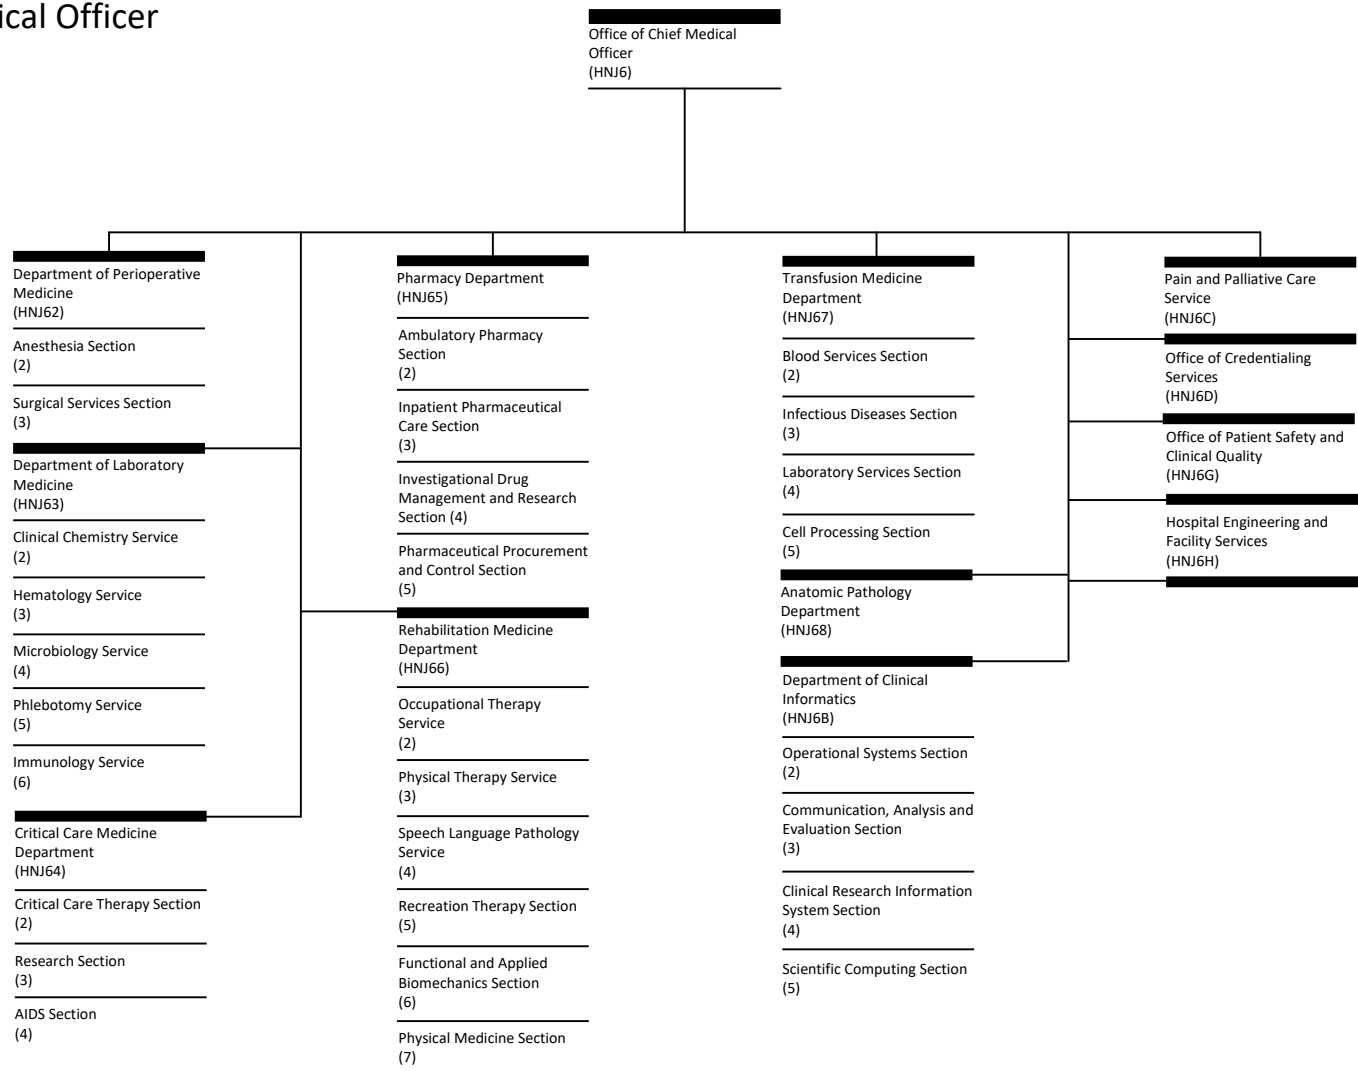 ical Officer
Office of Chief Medical
Officer
(HNJ6)
Department of Perioperative
Medicine
(HNJ62)
Anesthesia Section
(2)
Surgical Services Section
(3)
Department of Laboratory
Medicine
(HNJ63)
Clinical Chemistry Service
(2)
Hematology Service
(3)
Microbiology Service
(4)
Phlebotomy Service
(5)
Immunology Service
(6)
Critical Care Medicine
Department
(HNJ64)
Critical Care Therapy Section
(2)
Research Section
(3)
AIDS Section
(4)
Pharmacy Department
(HNJ65)
Ambulatory Pharmacy
Section
(2)
Inpatient Pharmaceutical
Care Section
(3)
Investigational Drug
Management and Research
Section (4)
Pharmaceutical Procurement
and Control Section
(5)
Rehabilitation Medicine
Department
(HNJ66)
Occupational Therapy
Service
(2)
Physical Therapy Service
(3)
Speech Language Pathology
Service
(4)
Recreation Therapy Section
(5)
Functional and Applied
Biomechanics Section
(6)
Physical Medicine Section
(7)
Transfusion Medicine
Department
(HNJ67)
Blood Services Section
(2)
Infectious Diseases Section
(3)
Laboratory Services Section
(4)
Cell Processing Section
(5)
Anatomic Pathology
Department
(HNJ68)
Department of Clinical
Informatics
(HNJ6B)
Operational Systems Section
(2)
Communication, Analysis and
Evaluation Section
(3)
Clinical Research Information
System Section
(4)
Scientific Computing Section
(5)
Pain and Palliative Care
Service
(HNJ6C)
Office of Credentialing
Services
(HNJ6D)
Office of Patient Safety and
Clinical Quality
(HNJ6G)
Hospital Engineering and
Facility Services
(HNJ6H)